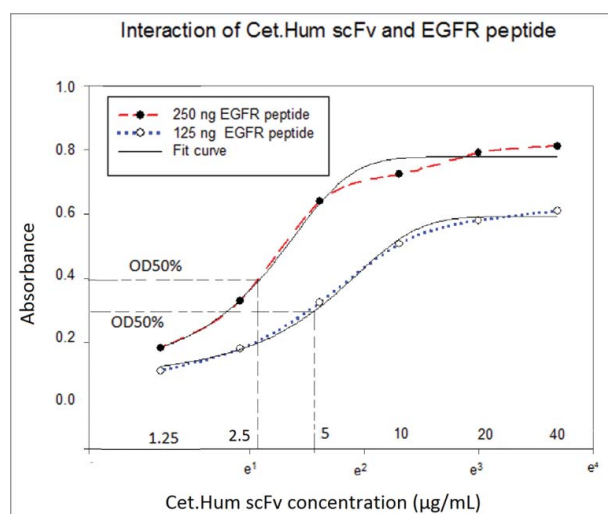 Interaction of Cet.Hum scFv and EGFR peptide
1.0
0.8
0.6
0.4
0.2
0.0
Absorbance
250 ng EGFR peptide
125 ng EGFR peptide
Fit curve
OD50%
OD50%
1.25 2.5 5 10 20 40
e¹ e² e³ e⁴
Cet.Hum scFv concentration (µg/mL)